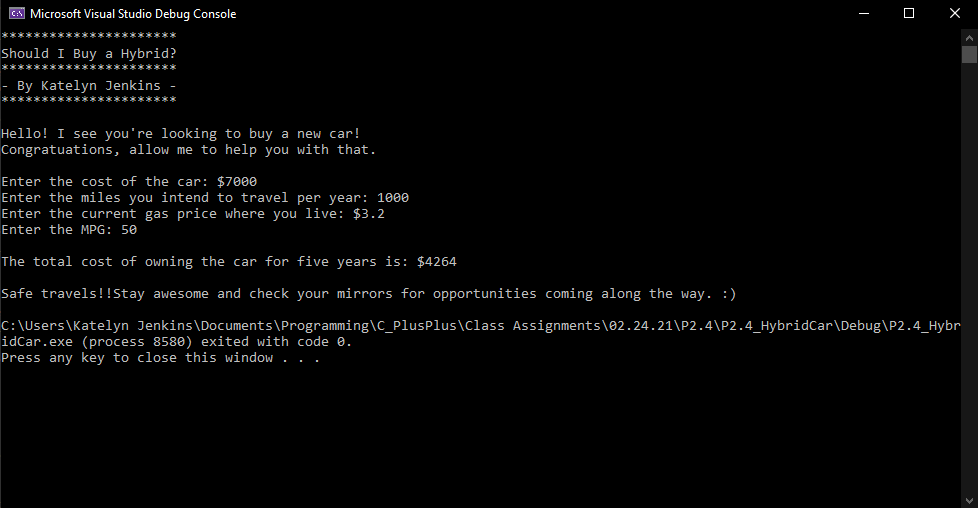 Microsoft Visual Studio Debug Console
**********************
Should I Buy a Hybrid?
**********************
- By Katelyn Jenkins -
**********************
Hello! I see you're looking to buy a new car!
Congratuations, allow me to help you with that.
Enter the cost of the car: $7000
Enter the miles you intend to travel per year: 1000
Enter the current gas price where you live: $3.2
Enter the MPG: 50
The total cost of owning the car for five years is: $4264
Safe travels!!Stay awesome and check your mirrors for opportunities coming along the way. :)
C:\Users\Katelyn Jenkins\Documents\Programming\C_PlusPlus\Class Assignments\02.24.21\P2.4\P2.4_HybridCar\Debug\P2.4_Hybr
idCar.exe (process 8580) exited with code 0.
Press any key to close this window . . .